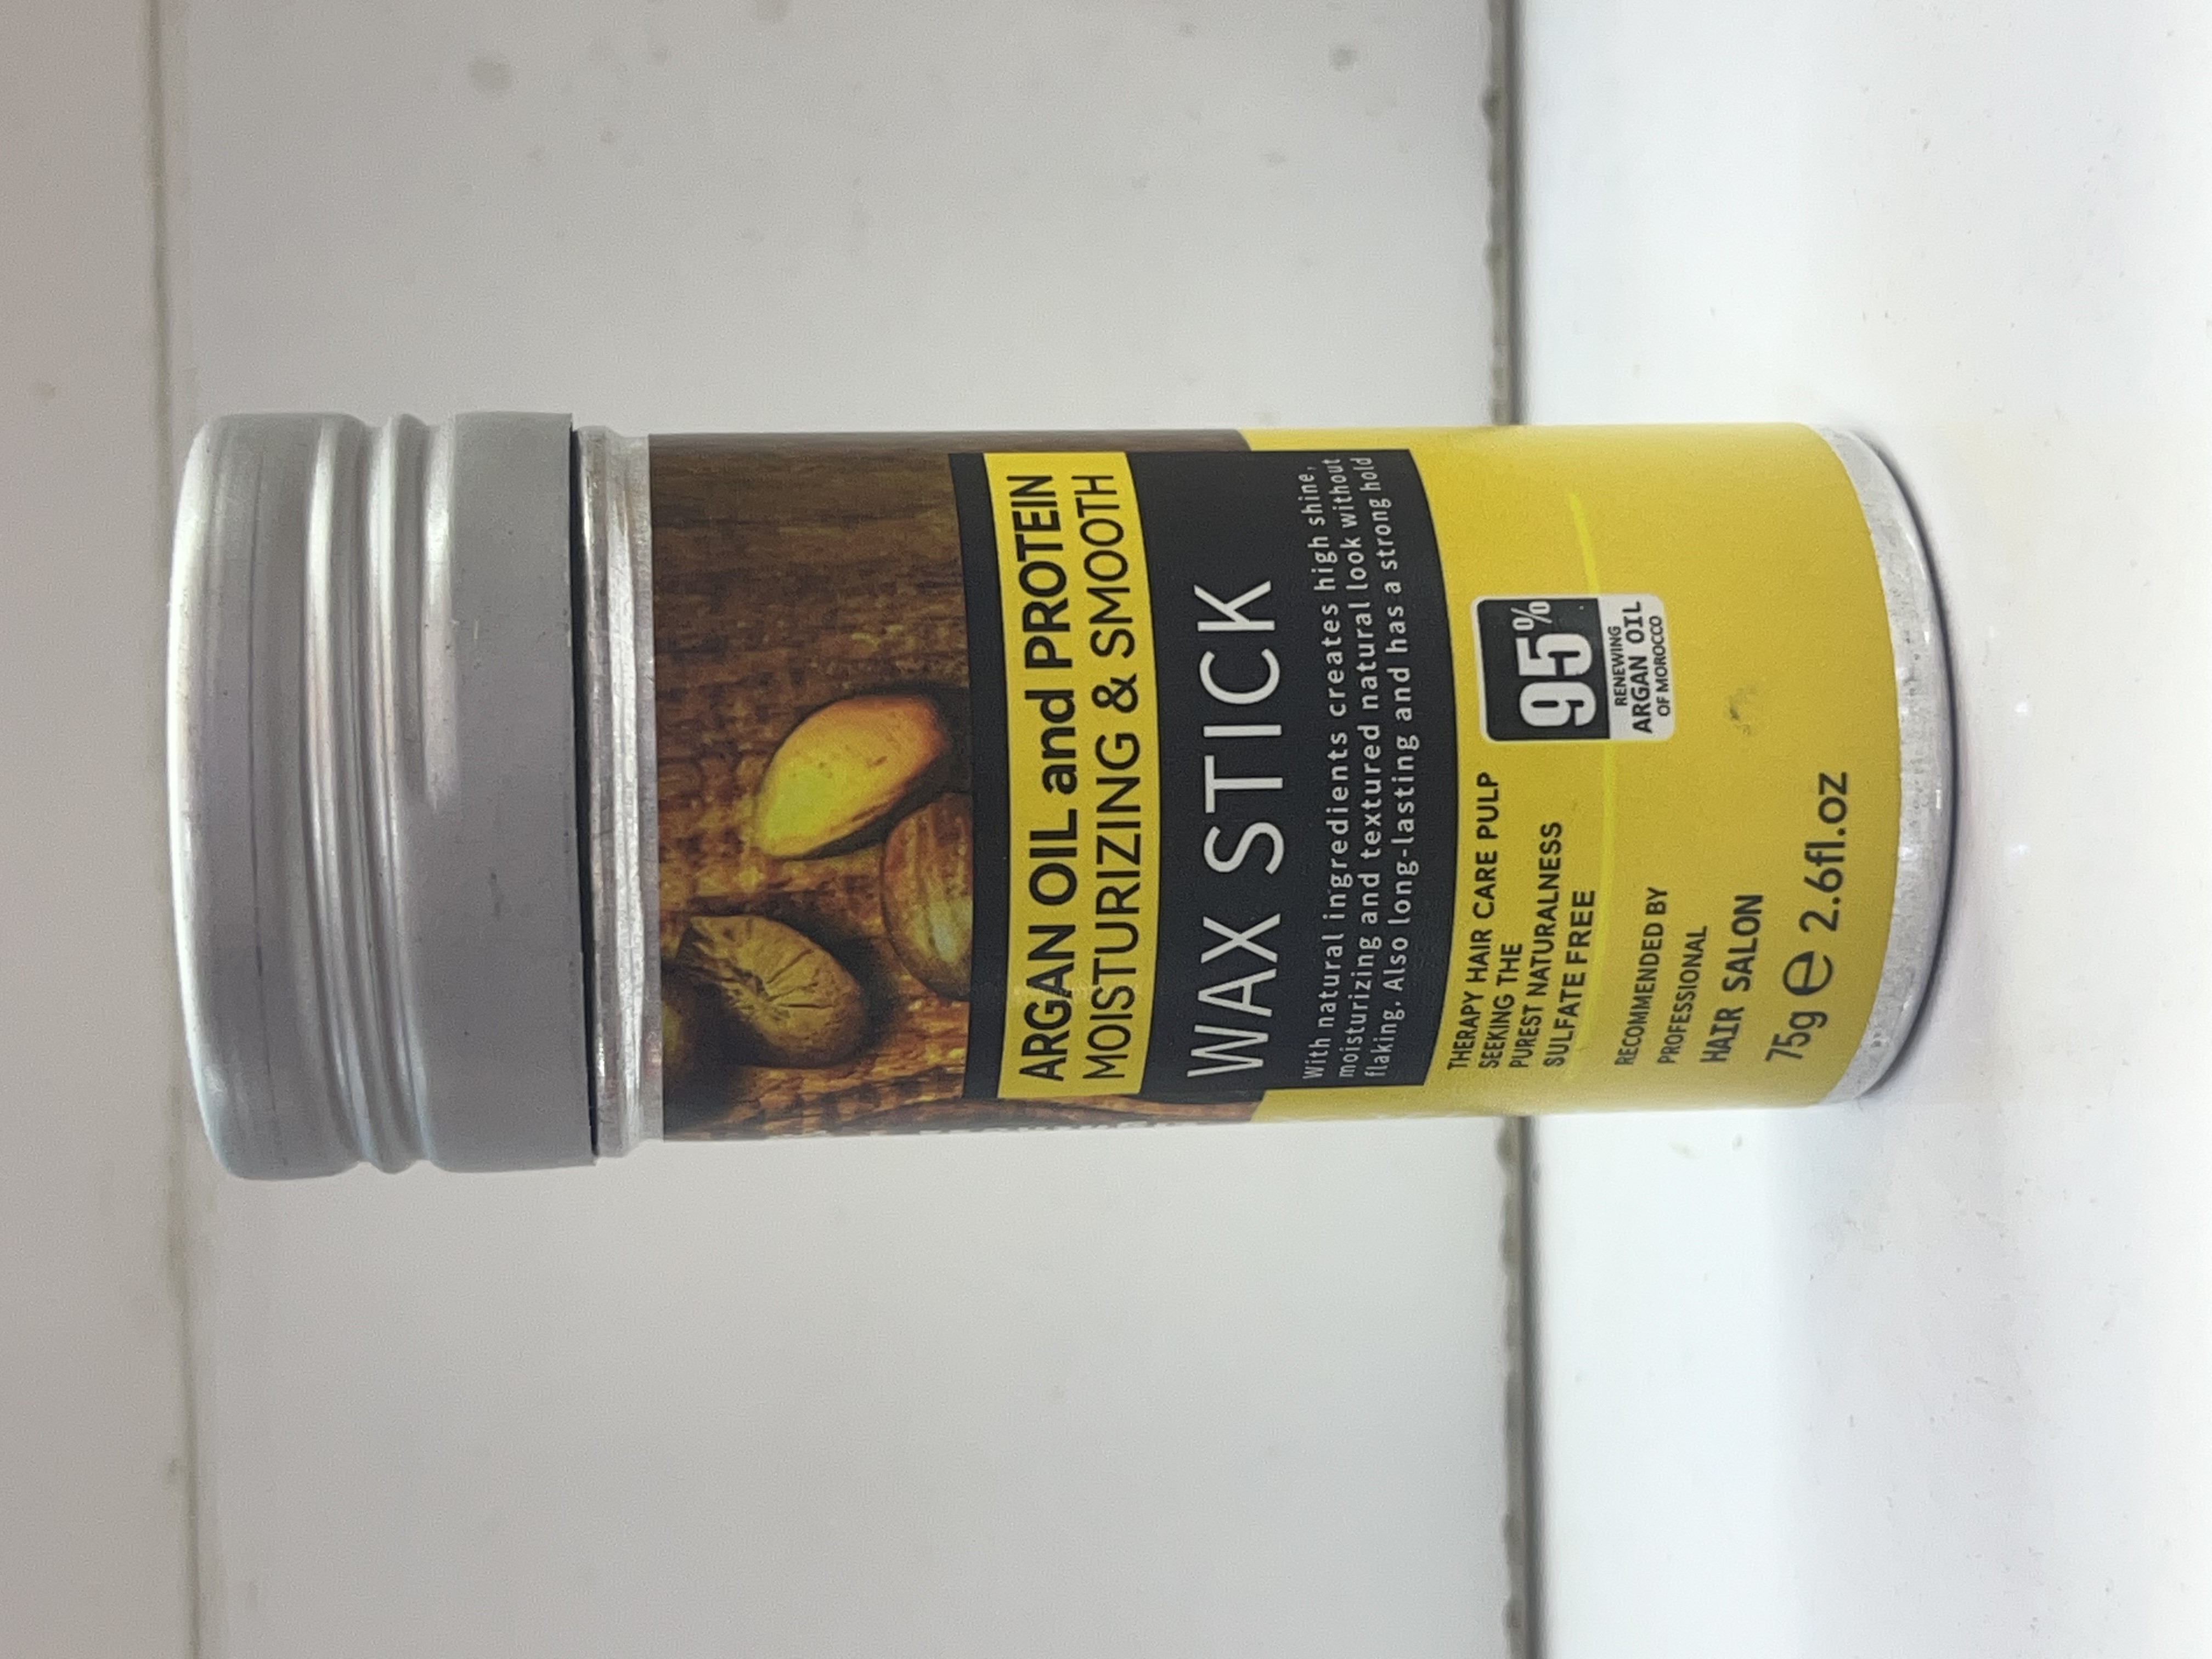 ARGAN OIL and PROTEIN
MOISTURIZING & SMOOTH
WAX STICK
With natural ingredients creates high shine,
moisturizing and textured natural look without
flaking. Also long-lasting and has a strong hold
THERAPY HAIR CARE PULP
SEEKING THE
PUREST NATURALNESS
SULFATE FREE
95%
RENEWING
ARGAN OIL
OF MOROCCO
RECOMMENDED BY
PROFESSIONAL
HAIR SALON
75g ℮ 2.6fl.oz